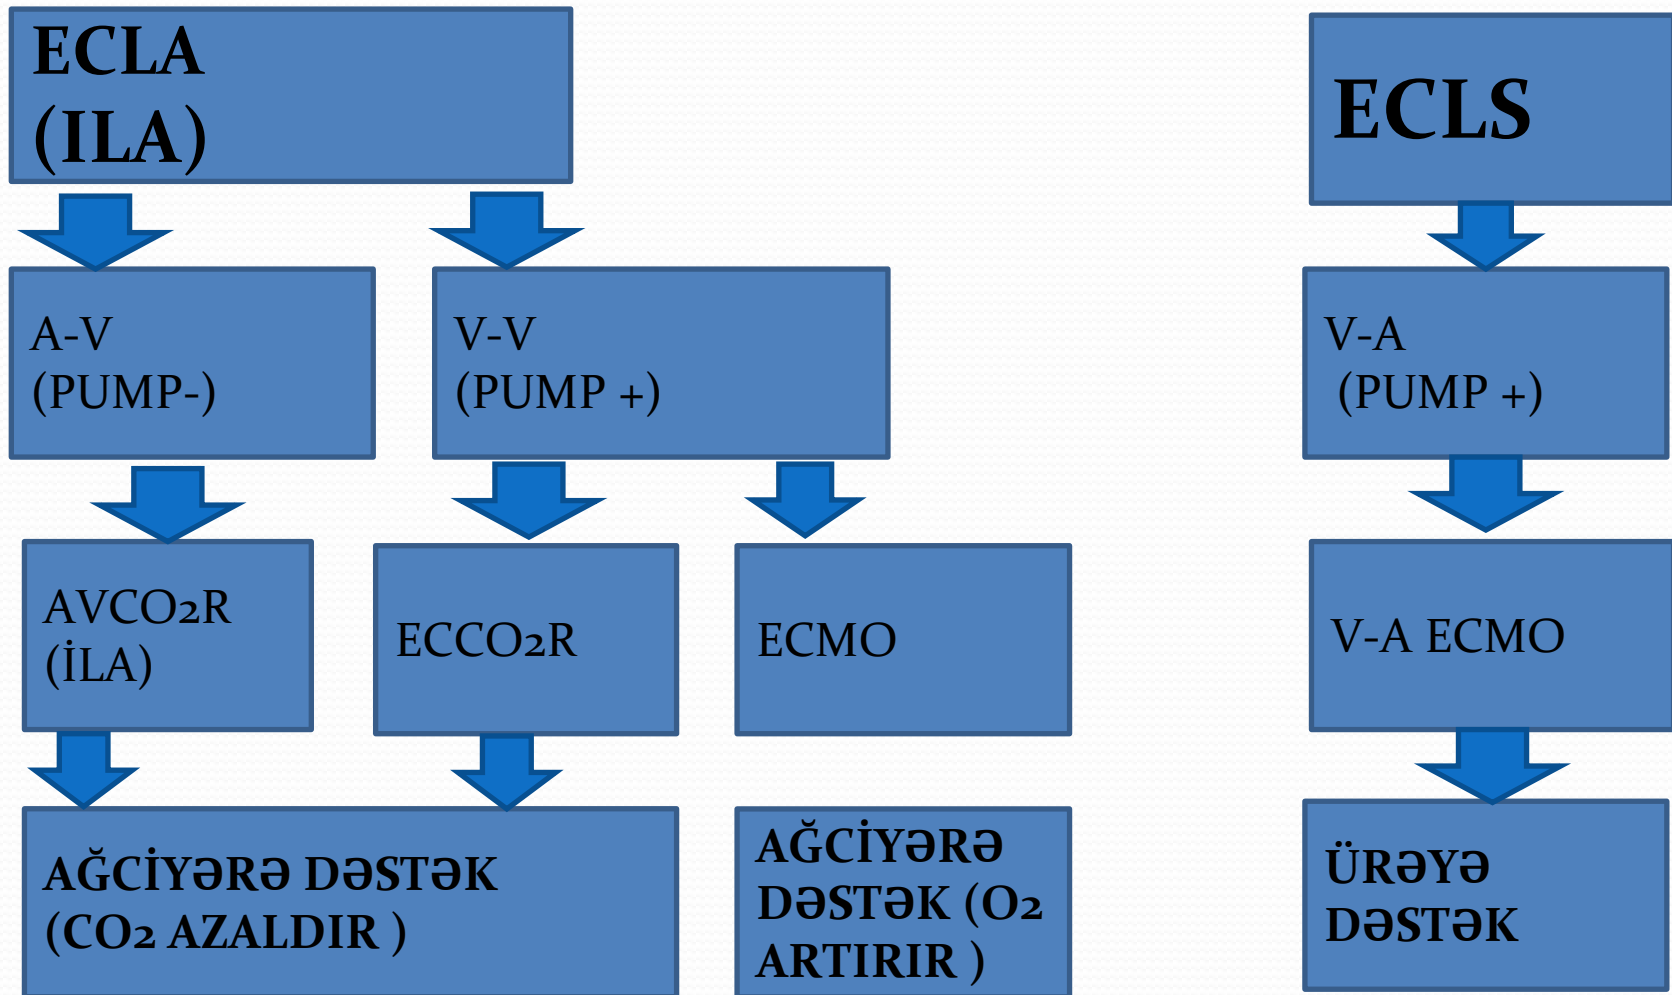 ECLA
(ILA)
ECLS
A-V
(PUMP-)
V-V
(PUMP +)
V-A
(PUMP +)
AVCO2R
(İLA)
ECCO2R
ECMO
V-A ECMO
AĞCİYƏRƏ DƏSTƏK
(CO2 AZALDIR )
AĞCİYƏRƏ
DƏSTƏK (O2
ARTIRIR )
ÜRƏYƏ
DƏSTƏK